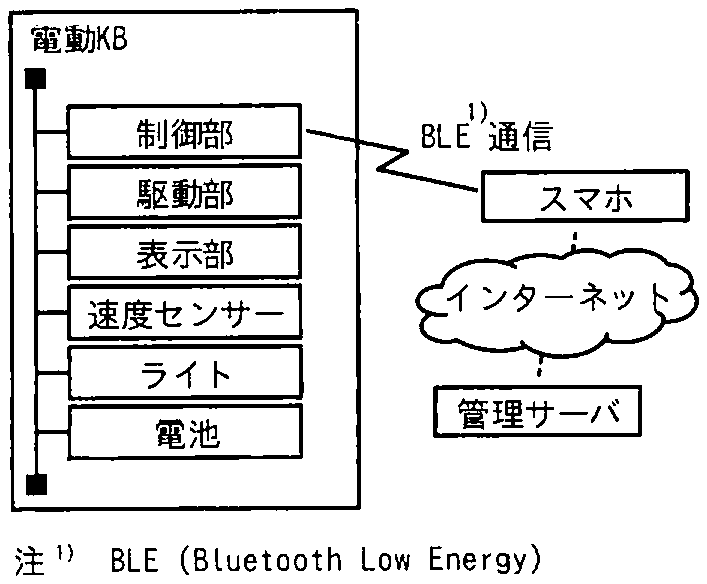 電動KB
制御部
駆動部
表示部
速度センサー
ライト
電池
BLE1)通信
スマホ
インターネット
管理サーバ
注1) BLE (Bluetooth Low Energy)